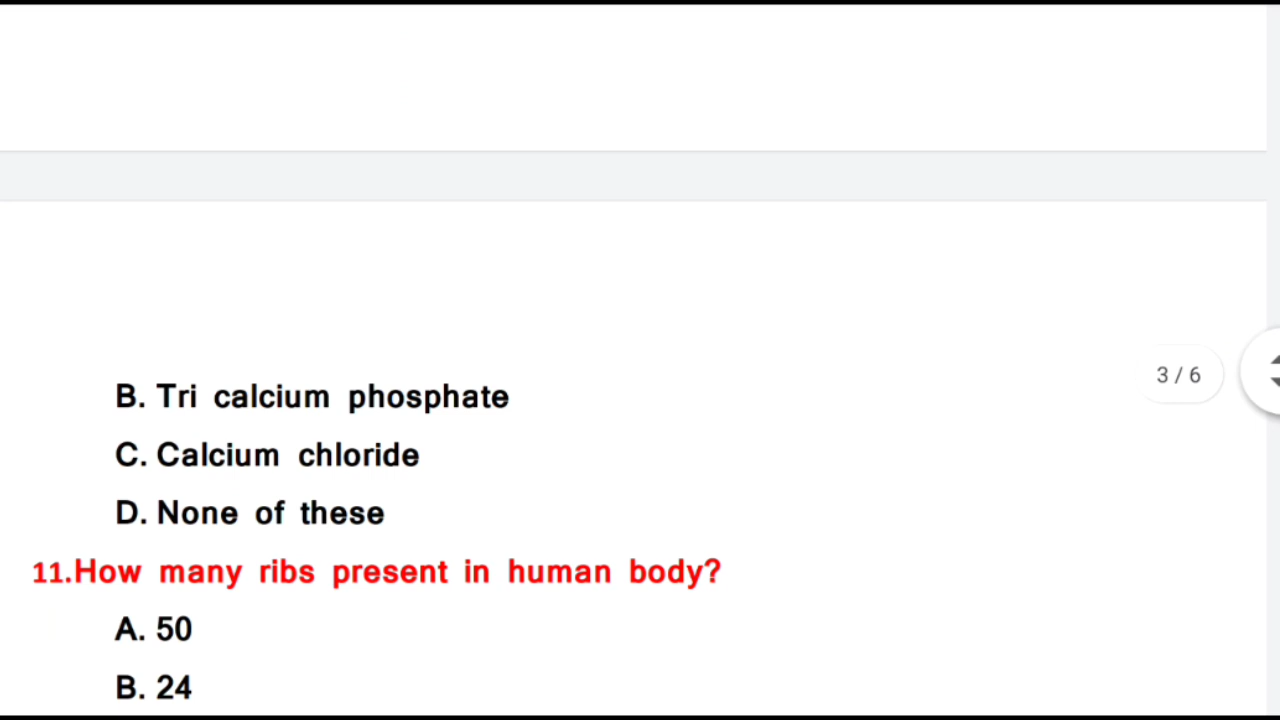 B. Tri calcium phosphate
3 / 6
C. Calcium chloride
D. None of these
11.How many ribs present in human body?
A. 50
B. 24